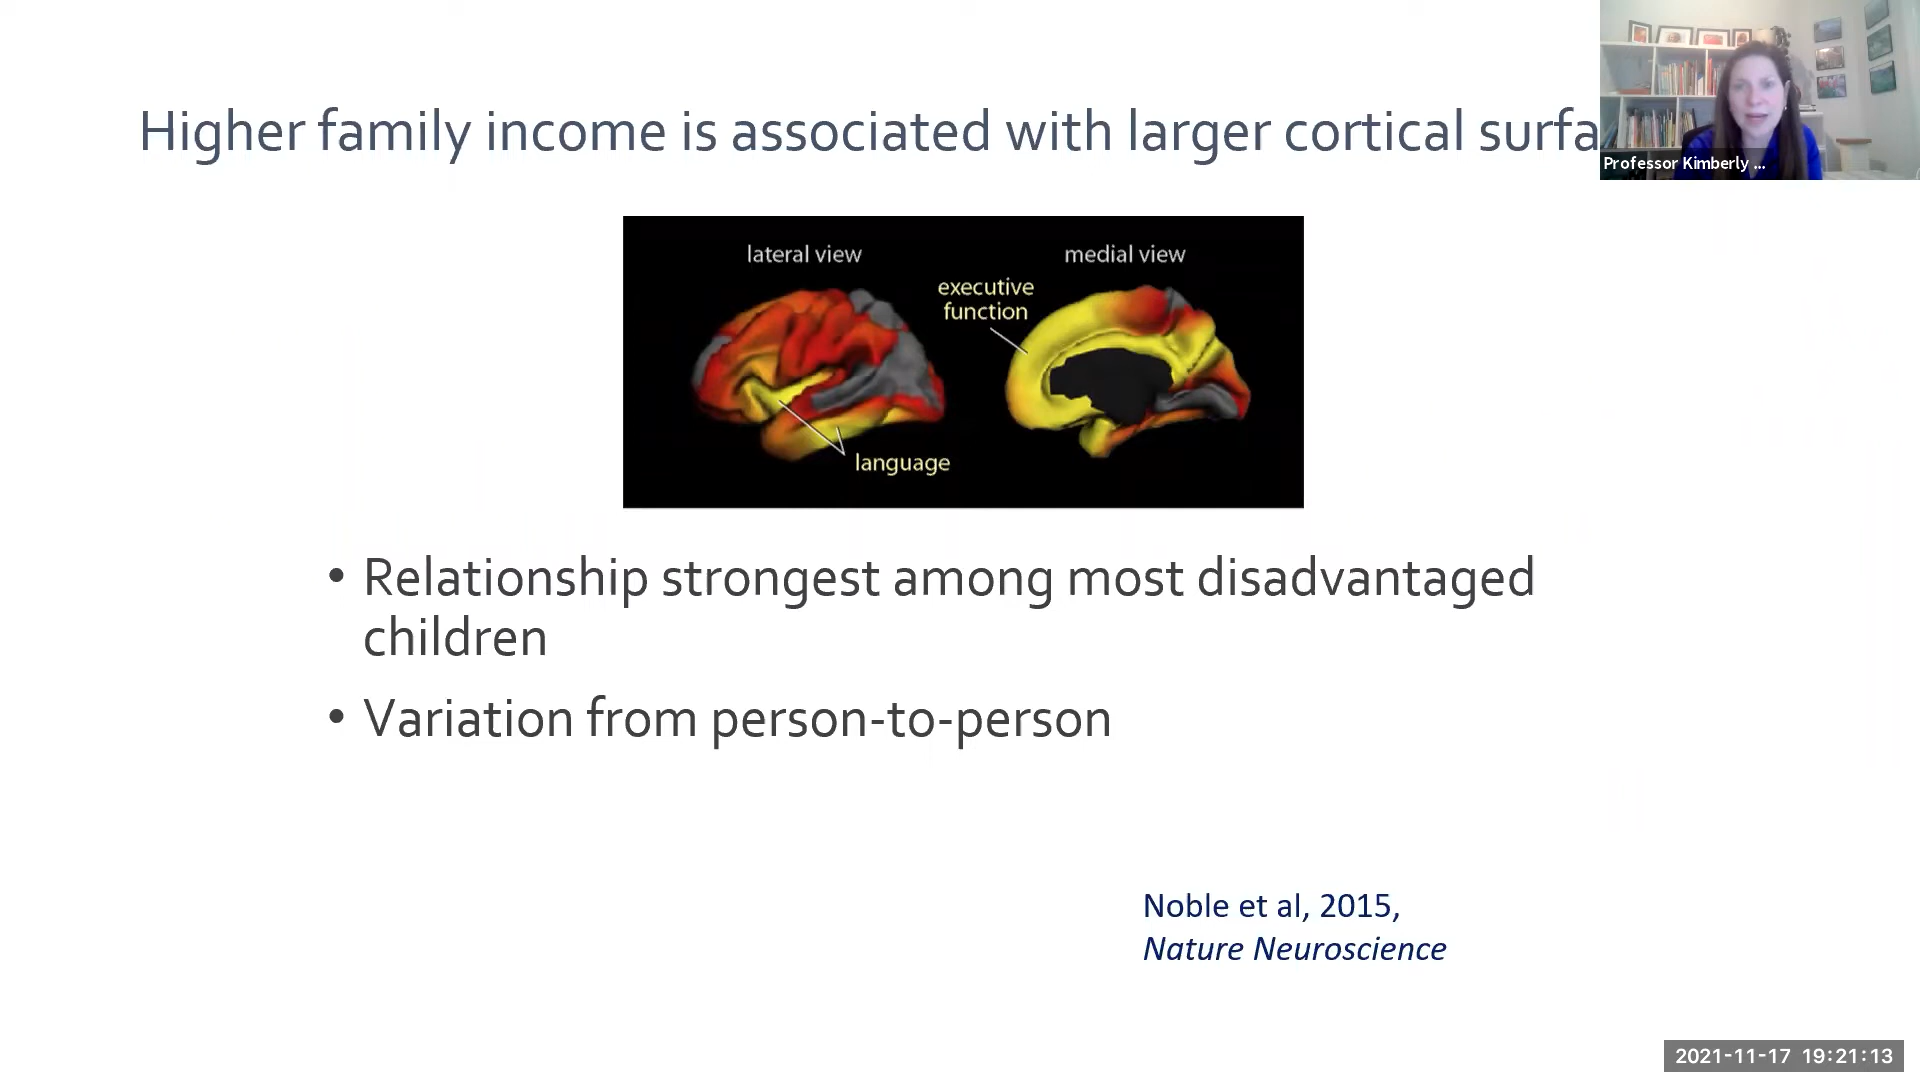 Higher family income is associated with larger cortical surfa
Professor Kimberly ...
lateral view
medial view
executive
function
language
• Relationship strongest among most disadvantaged
children
• Variation from person-to-person
Noble et al, 2015,
Nature Neuroscience
2021-11-17 19:21:13